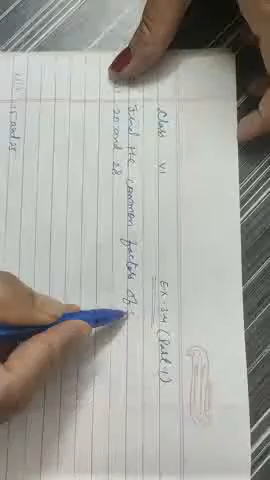 Class VI
Ex-3.4 (Part-1)
Find the common factors of :
20 and 28
15 and 25